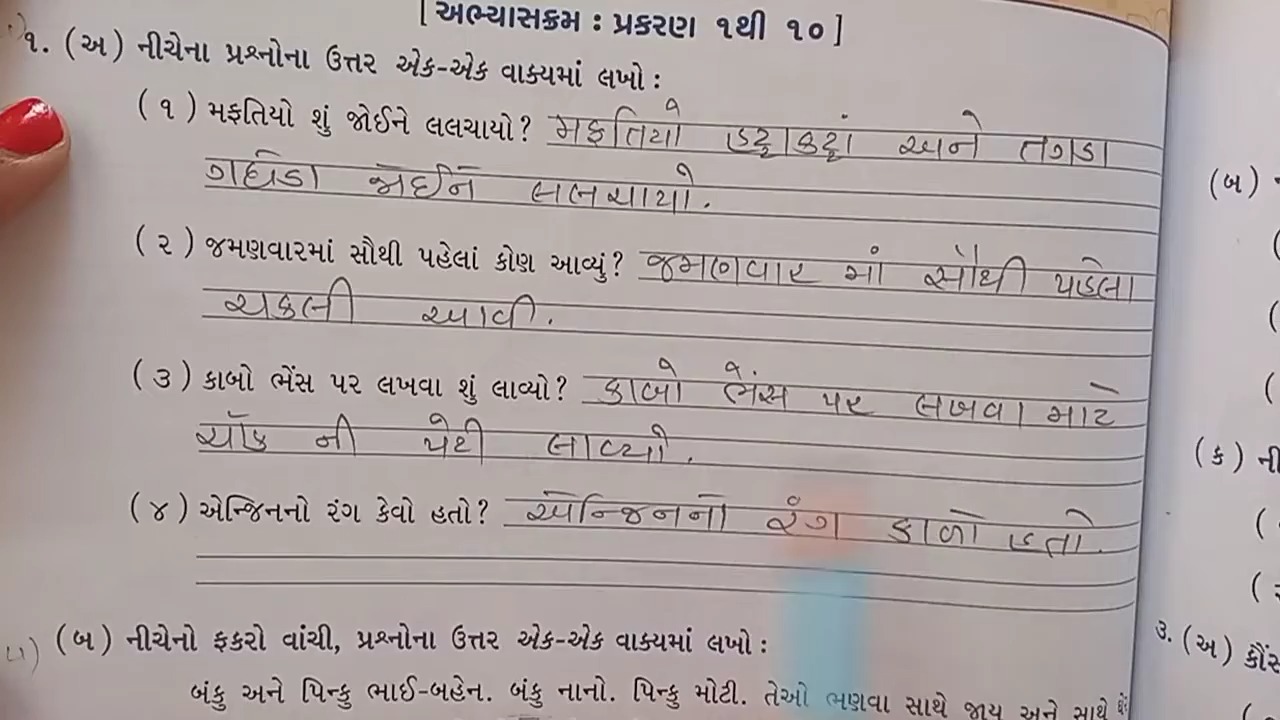 [ અભ્યાસક્રમ : પ્રકરણ ૧થી ૧૦ ]
૧. (અ) નીચેના પ્રશ્નોના ઉત્તર એક-એક વાક્યમાં લખો :
(૧) મફતિયો શું જોઈને લલચાયો? મફતિયો હટ્ટાકટ્ટાં અને તગડા
ગધેડા જોઈને લલચાયો.
(૨) જમણવારમાં સૌથી પહેલાં કોણ આવ્યું? જમણવાર માં સૌથી પહેલા
ચકલી આવી.
(૩) કાબો ભેંસ પર લખવા શું લાવ્યો? કાબો ભેંસ પર લખવા માટે
ચૉક ની પેટી લાવ્યો.
(૪) એન્જિનનો રંગ કેવો હતો? એન્જિનનો રંગ કાળો હતો.
(બ) નીચેનો ફકરો વાંચી, પ્રશ્નોના ઉત્તર એક-એક વાક્યમાં લખો :
બંકુ અને પિન્કુ ભાઈ-બહેન. બંકુ નાનો. પિન્કુ મોટી. તેઓ ભણવા સાથે જાય અને સાથે
(બ)
(ક) ની
૩. (અ) કૌંસ